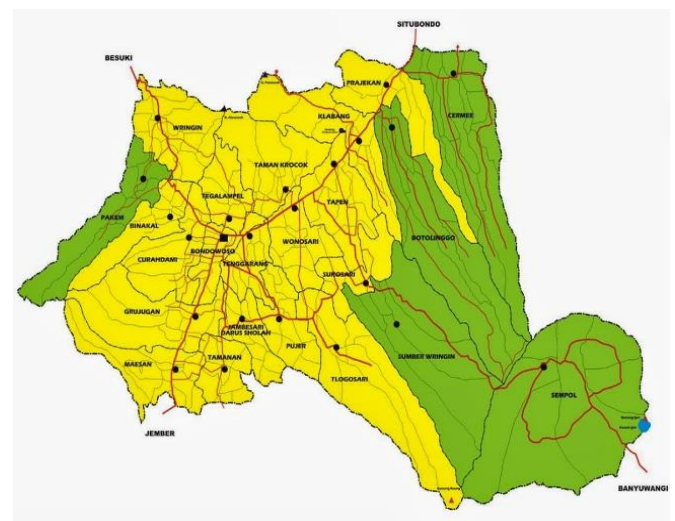 SITUBONDO
BESUKI
PRAJEKAN
CERMEE
KLABANG
WRINGIN
TAMAN KROCOK
TEGALAMPEL
TAPEN
PAKEM
BINAKAL
BOTOLINGGO
WONOSARI
BONDOWOSO
CURAHDAMI
TENGGARANG
SUKOSARI
GRUJUGAN
JAMBESARI
DARUS SHOLAH
PUJER
TAMANAN
SUMBER WRINGIN
MAESAN
TLOGOSARI
SEMPOL
JEMBER
BANYUWANGI